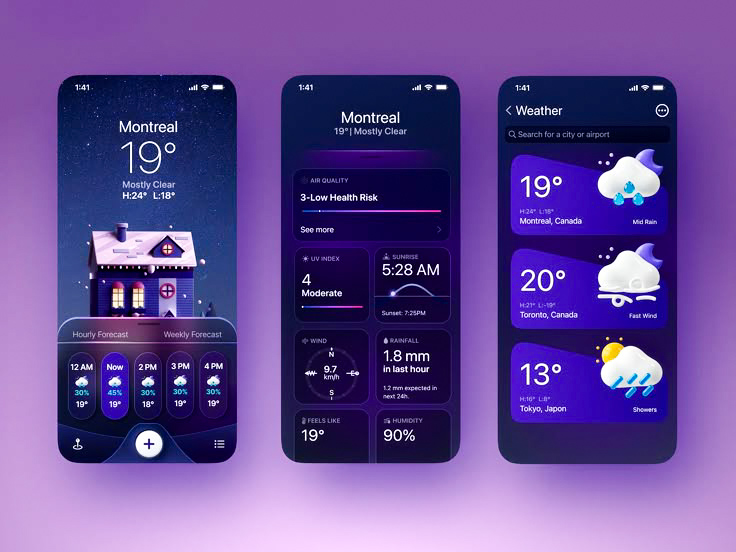 1:41
Montreal
19°
Mostly Clear
H:24° L:18°
Hourly Forecast
Weekly Forecast
12 AM
30%
19°
Now
45%
19°
2 PM
30%
18°
3 PM
30%
19°
4 PM
30%
19°
1:41
Montreal
19° | Mostly Clear
AIR QUALITY
3-Low Health Risk
See more
UV INDEX
4
Moderate
SUNRISE
5:28 AM
Sunset: 7:25PM
WIND
N
W
9.7
km/h
E
S
RAINFALL
1.8 mm
in last hour
1.2 mm expected in
next 24h.
FEELS LIKE
19°
HUMIDITY
90%
1:41
Weather
Search for a city or airport
19°
H:24° L:18°
Montreal, Canada
Mid Rain
20°
H:21° L:-19°
Toronto, Canada
Fast Wind
13°
H:16° L:8°
Tokyo, Japon
Showers